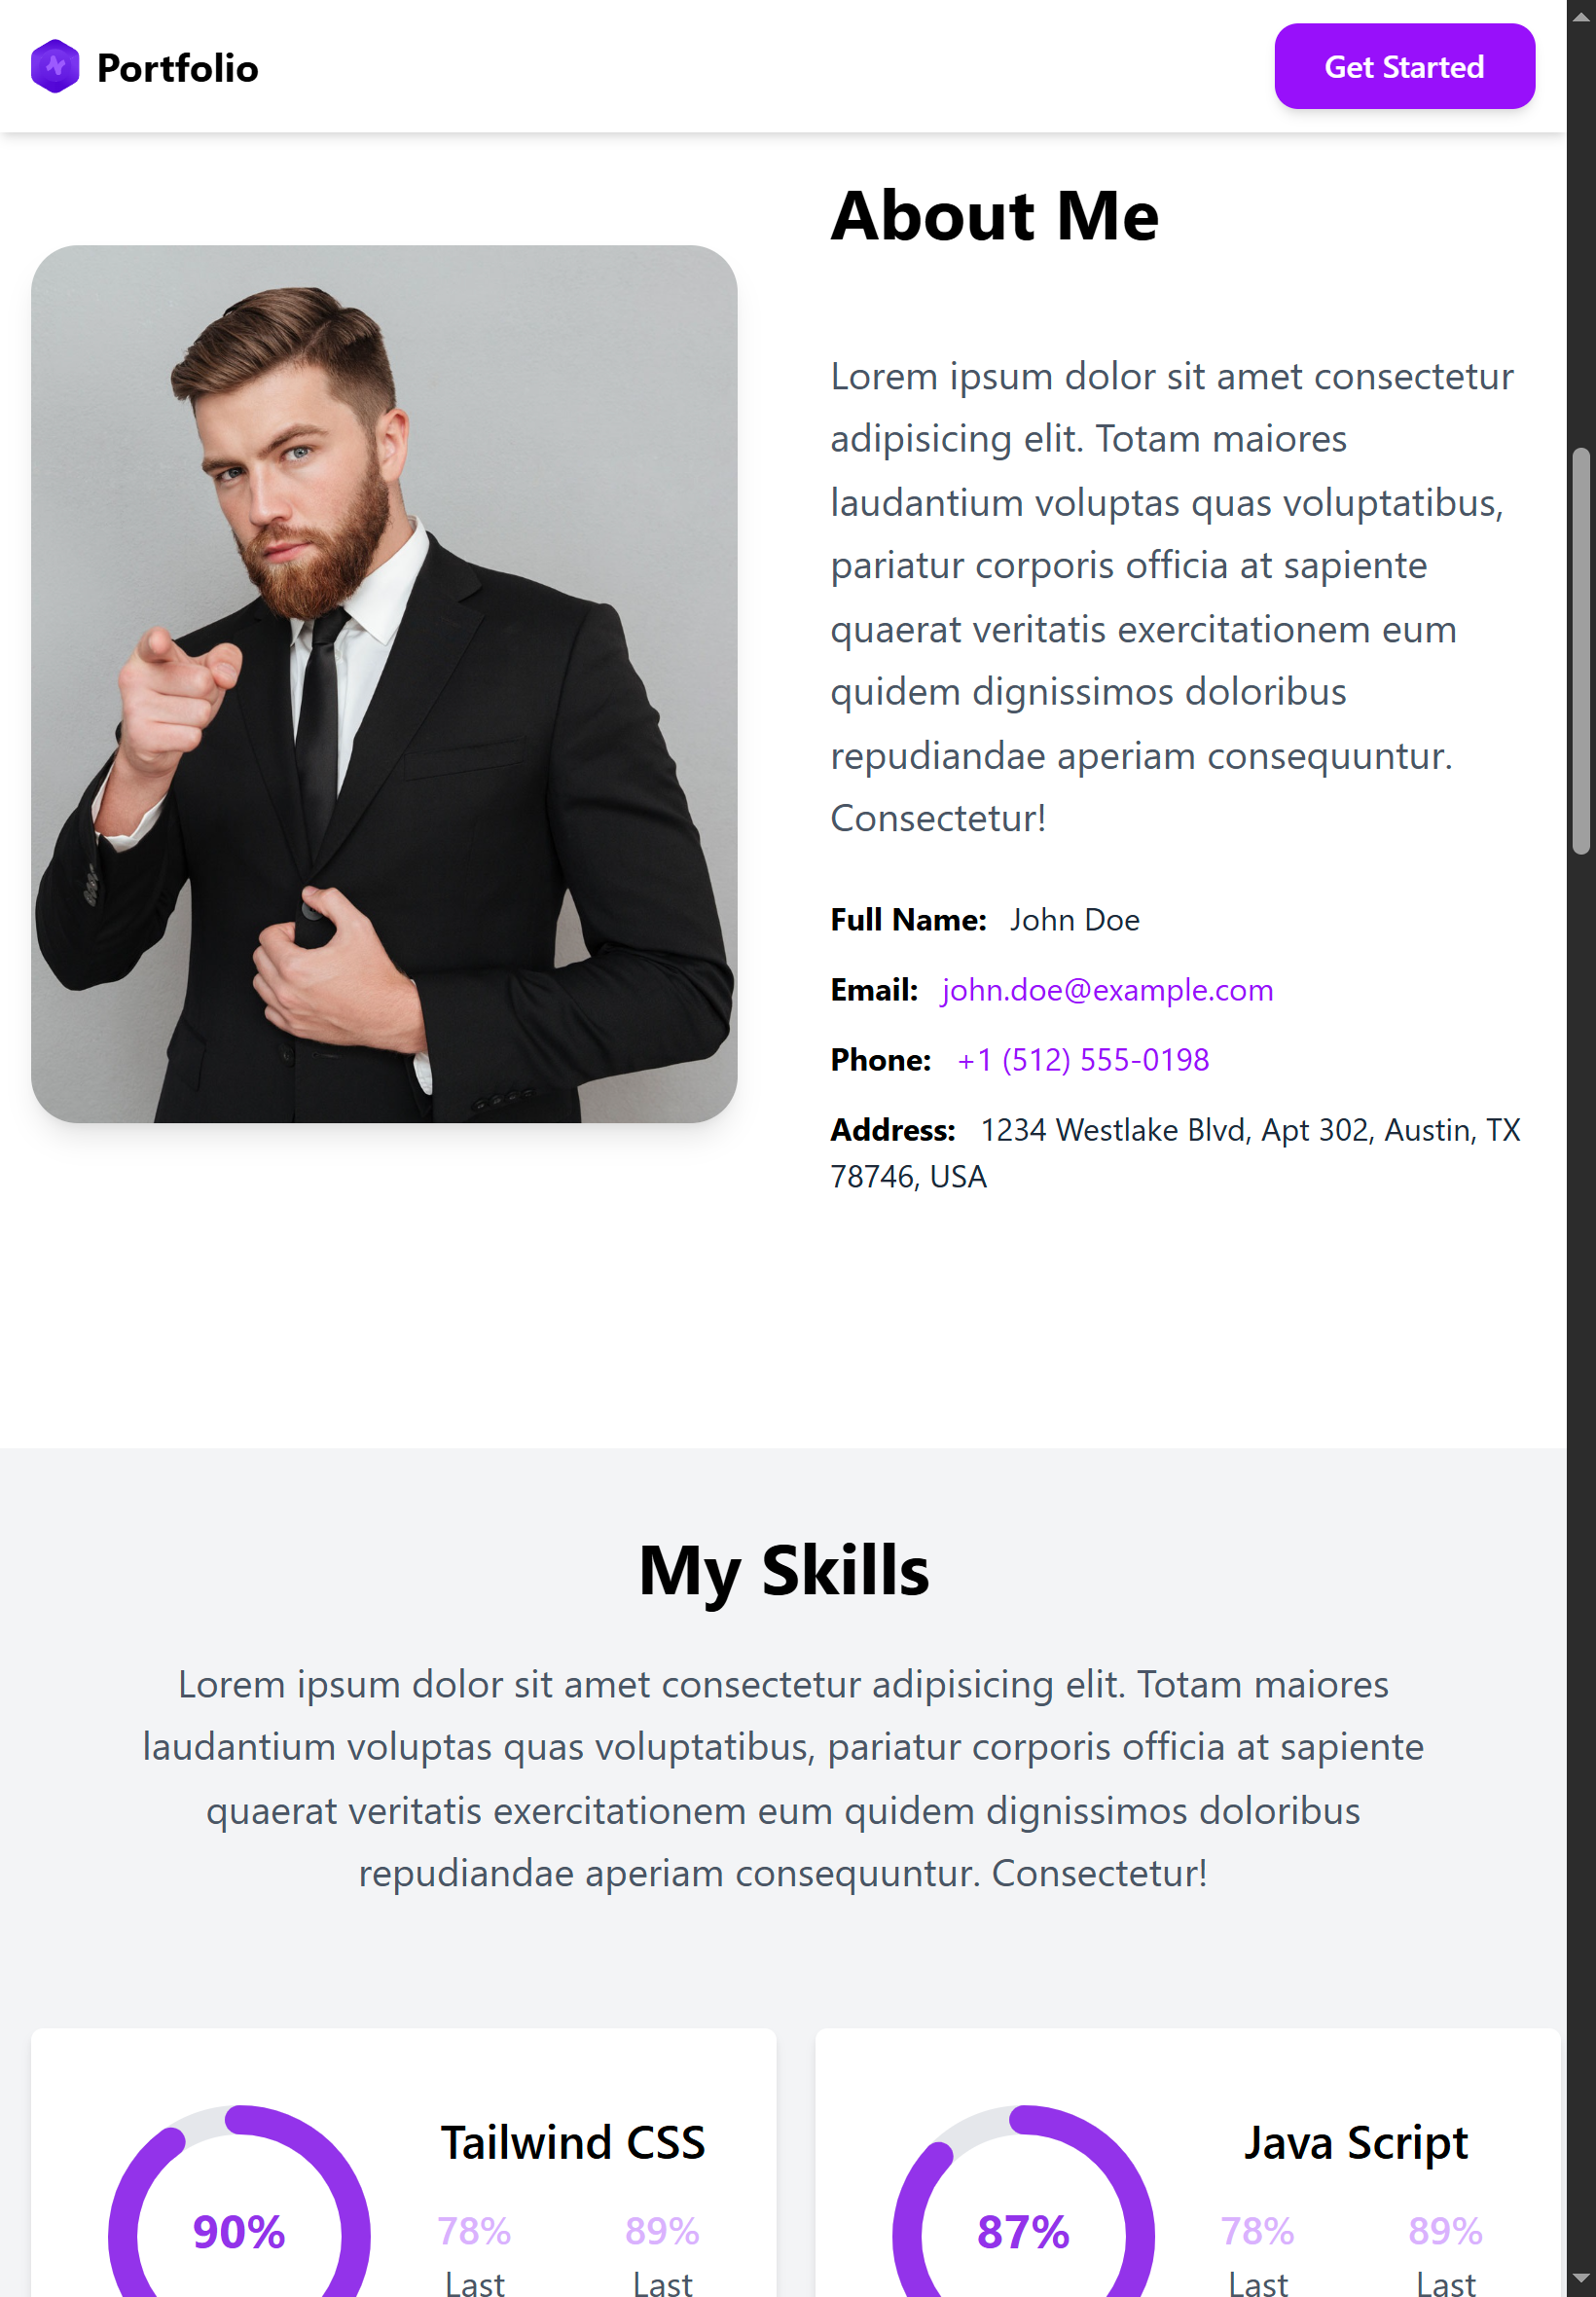 Portfolio
Get Started
About Me
Lorem ipsum dolor sit amet consectetur
adipisicing elit. Totam maiores
laudantium voluptas quas voluptatibus,
pariatur corporis officia at sapiente
quaerat veritatis exercitationem eum
quidem dignissimos doloribus
repudiandae aperiam consequuntur.
Consectetur!
Full Name: John Doe
Email: john.doe@example.com
Phone: +1 (512) 555-0198
Address: 1234 Westlake Blvd, Apt 302, Austin, TX
78746, USA
My Skills
Lorem ipsum dolor sit amet consectetur adipisicing elit. Totam maiores
laudantium voluptas quas voluptatibus, pariatur corporis officia at sapiente
quaerat veritatis exercitationem eum quidem dignissimos doloribus
repudiandae aperiam consequuntur. Consectetur!
90%
Tailwind CSS
78% 89%
Last Last
87%
Java Script
78% 89%
Last Last